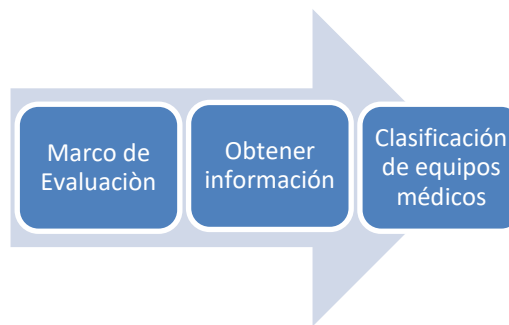 Marco de
Evaluaciòn
Obtener
información
Clasificación
de equipos
médicos